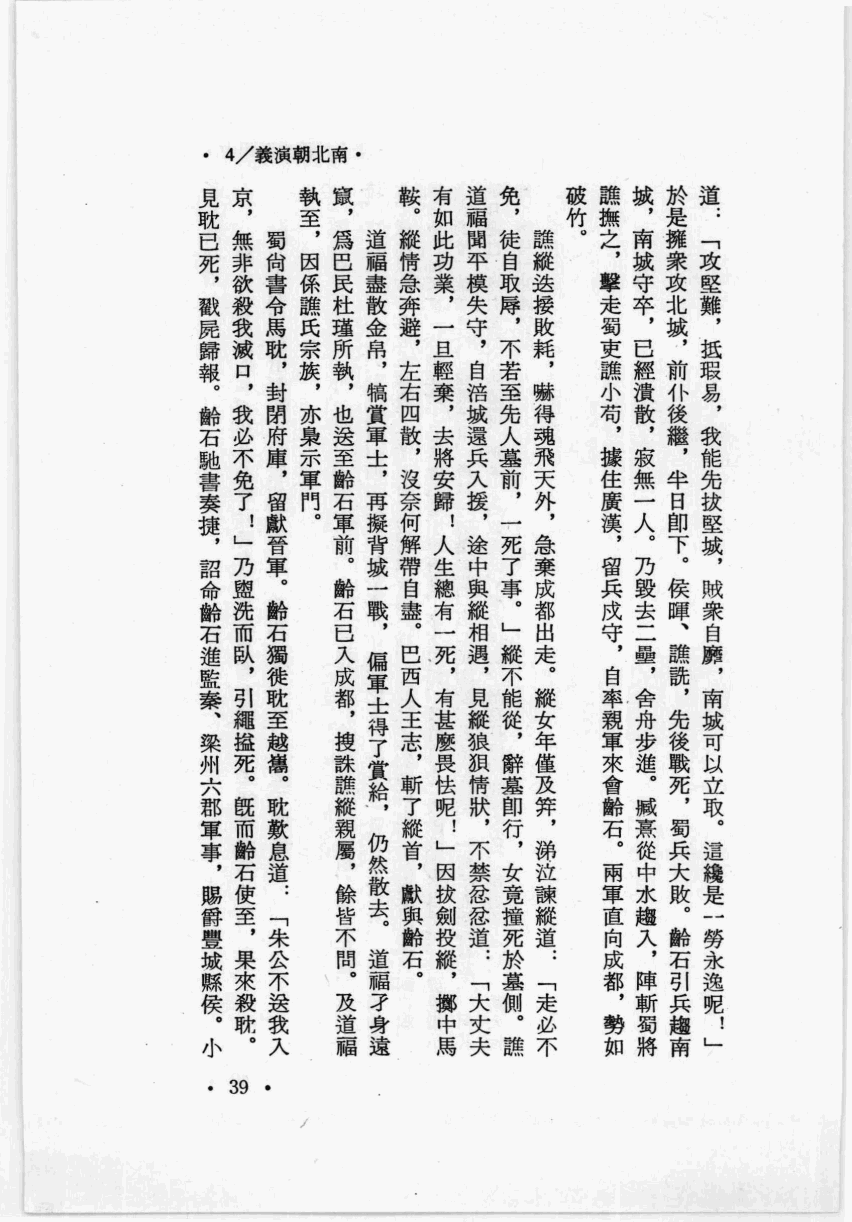 • 4／義演朝北南•
道：「攻堅難，抵瑕易，我能先拔堅城，賊衆自靡，南城可以立取。這纔是一勞永逸呢！」
於是擁衆攻北城，前仆後繼，半日卽下。侯暉、譙詵，先後戰死，蜀兵大敗。齡石引兵趨南
城，南城守卒，已經潰散，寂無一人。乃毀去二壘，舍舟步進。臧熹從中水趨入，陣斬蜀將
譙撫之，擊走蜀吏譙小苟，據住廣漢，留兵戍守，自率親軍來會齡石。兩軍直向成都，勢如
破竹。
譙縱迭接敗耗，嚇得魂飛天外，急棄成都出走。縱女年僅及笄，涕泣諫縱道：「走必不
免，徒自取辱，不若至先人墓前，一死了事。」縱不能從，辭墓卽行，女竟撞死於墓側。譙
道福聞平模失守，自涪城還兵入援，途中與縱相遇，見縱狼狽情狀，不禁忿忿道：「大丈夫
有如此功業，一旦輕棄，去將安歸！人生總有一死，有甚麼畏怯呢！」因拔劍投縱，擲中馬
鞍。縱情急奔避，左右四散，沒奈何解帶自盡。巴西人王志，斬了縱首，獻與齡石。
道福盡散金帛，犒賞軍士，再擬背城一戰，偏軍士得了賞給，仍然散去。道福孑身遠
竄，爲巴民杜瑾所執，也送至齡石軍前。齡石已入成都，搜誅譙縱親屬，餘皆不問。及道福
執至，因係譙氏宗族，亦梟示軍門。
蜀尙書令馬耽，封閉府庫，留獻晉軍。齡石獨徙耽至越嶲。耽歎息道：「朱公不送我入
京，無非欲殺我滅口，我必不免了！」乃盥洗而臥，引繩搤死。旣而齡石使至，果來殺耽。
見耽已死，戳屍歸報。齡石馳書奏捷，詔命齡石進監秦、梁州六郡軍事，賜爵豐城縣侯。小
• 39 •